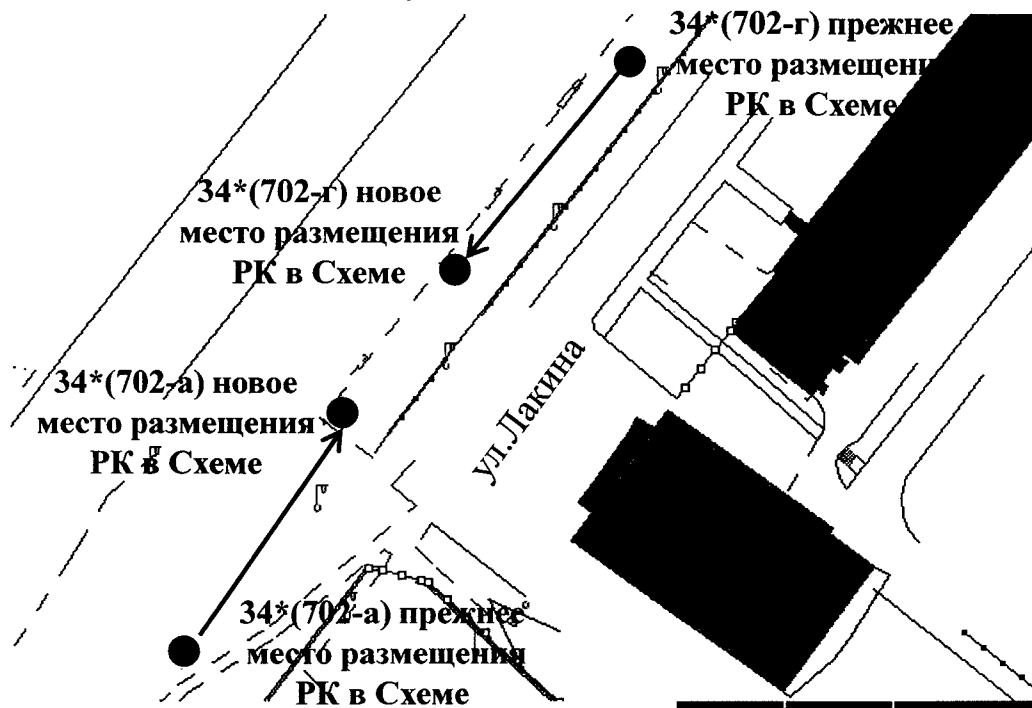 34*(702-г) прежнее
место размещени
РК в Схеме
34*(702-г) новое
место размещения
РК в Схеме
34*(702-а) новое
место размещения
РК в Схеме
ул.Лакина
34*(702-а) прежнее
место размещения
РК в Схеме